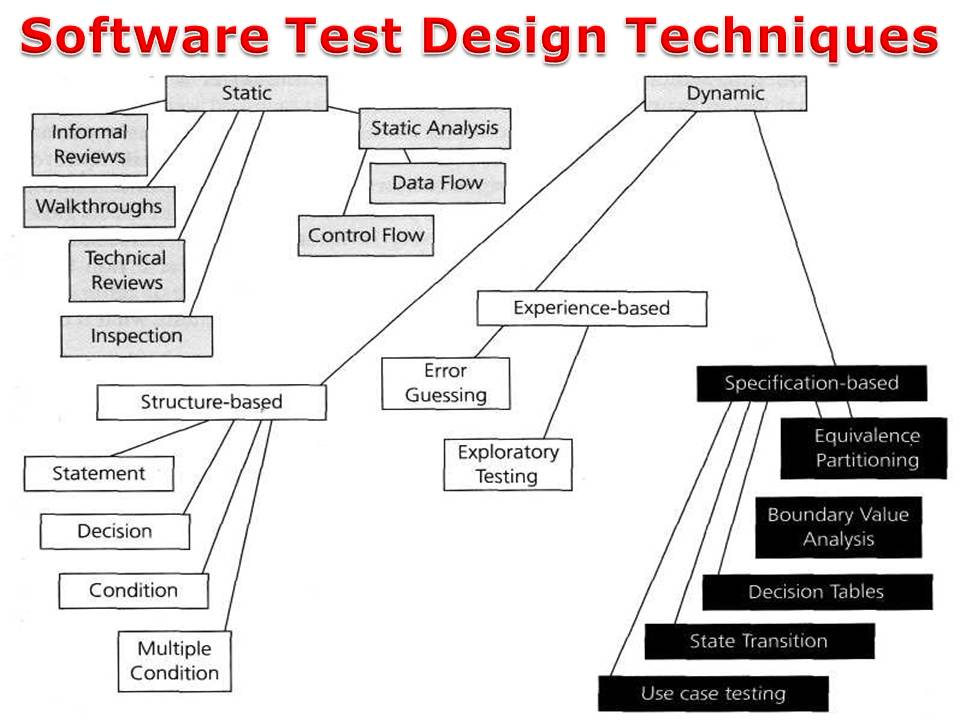 Software Test Design Techniques
Static
Dynamic
Informal
Reviews
Static Analysis
Walkthroughs
Data Flow
Technical
Reviews
Control Flow
Inspection
Experience-based
Structure-based
Error
Guessing
Specification-based
Statement
Exploratory
Testing
Equivalence
Partitioning
Decision
Boundary Value
Analysis
Condition
Decision Tables
Multiple
Condition
State Transition
Use case testing